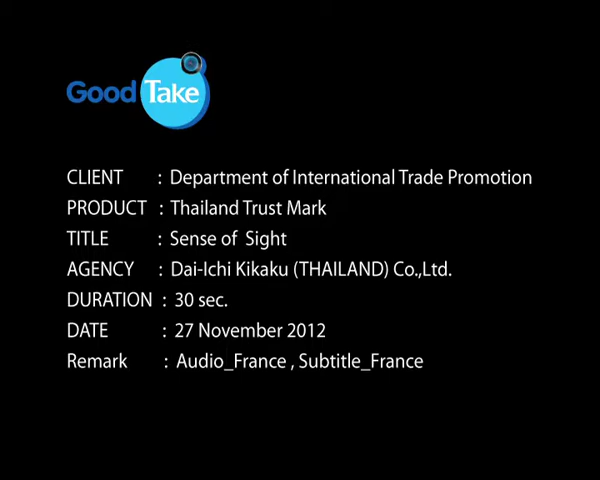 Good Take
CLIENT : Department of International Trade Promotion
PRODUCT : Thailand Trust Mark
TITLE : Sense of Sight
AGENCY : Dai-Ichi Kikaku (THAILAND) Co.,Ltd.
DURATION : 30 sec.
DATE : 27 November 2012
Remark : Audio_France , Subtitle_France